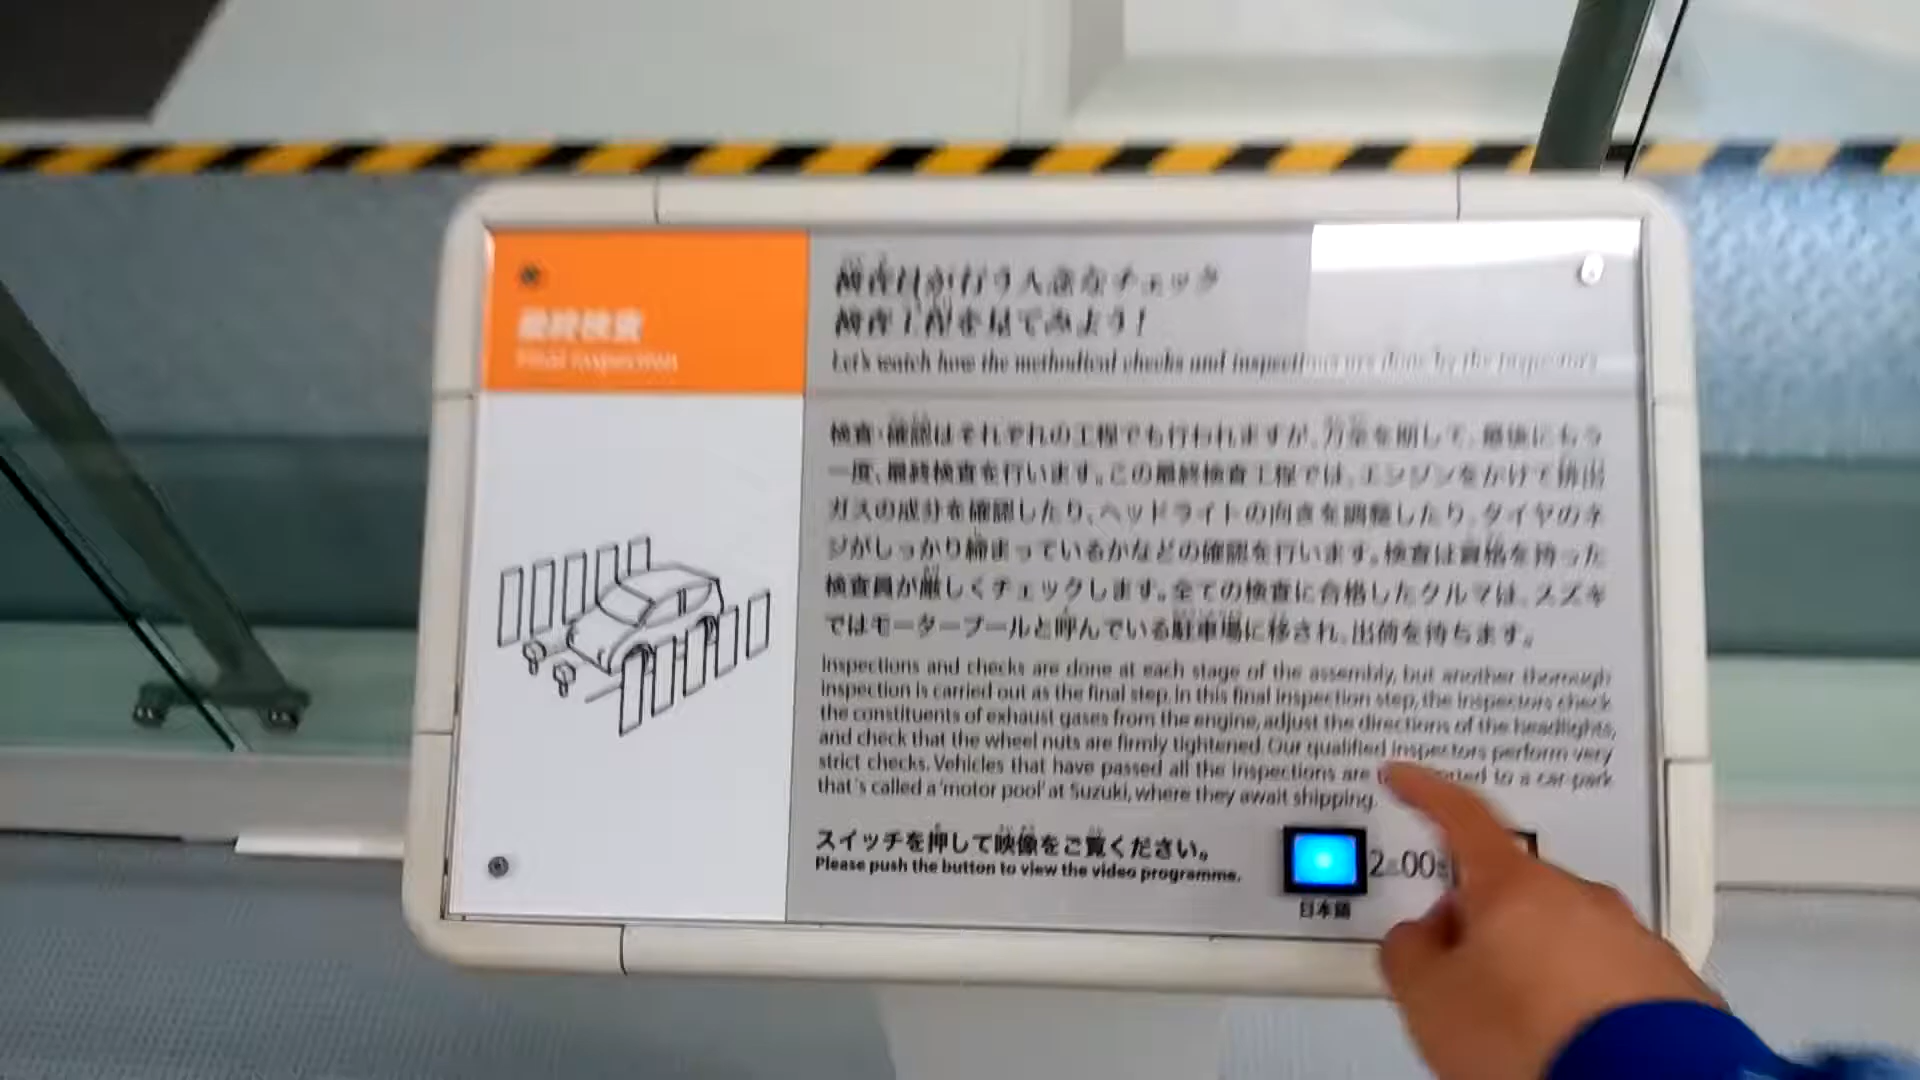 最終検査
Final Inspection
検査員が行う入念なチェック
検査工程を見てみよう!
Let's watch how the methodical checks and inspections are done by the inspectors
検査・確認はそれぞれの工程でも行われますが、万全を期して、最後にもう
一度、最終検査を行います。この最終検査工程では、エンジンをかけて排出
ガスの成分を確認したり、ヘッドライトの向きを調整したり、タイヤのネ
ジがしっかり締まっているかなどの確認を行います。検査は資格を持った
検査員が厳しくチェックします。全ての検査に合格したクルマは、スズキ
ではモータープールと呼んでいる駐車場に移され、出荷を待ちます。
Inspections and checks are done at each stage of the assembly, but another thorough
inspection is carried out as the final step. In this final inspection step, the inspectors check
the constituents of exhaust gases from the engine, adjust the directions of the headlights,
and check that the wheel nuts are firmly tightened. Our qualified inspectors perform very
strict checks. Vehicles that have passed all the inspections are to a car park
that's called a 'motor pool' at Suzuki, where they await shipping.
スイッチを押して映像をご覧ください。
Please push the button to view the video programme.
日本語